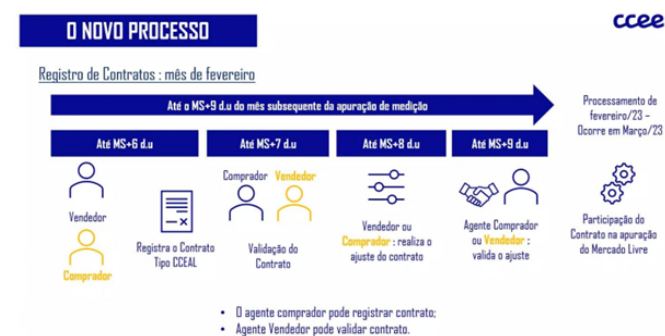 ccee
O NOVO PROCESSO
Registro de Contratos : mês de fevereiro
Até o MS+9 d.u do mês subsequente da apuração de medição
Processamento de
fevereiro/23 –
Ocorre em Março/23
Até MS+6 d.u
Até MS+7 d.u
Até MS+8 d.u
Até MS+9 d.u
Vendedor
Comprador
Registra o Contrato
Tipo CCEAL
Comprador Vendedor
Validação do
Contrato
Vendedor ou
Comprador : realiza o
ajuste do contrato
Agente Comprador
ou Vendedor :
valida o ajuste
Participação do
Contrato na apuração
do Mercado Livre
• O agente comprador pode registrar contrato;
• Agente Vendedor pode validar contrato.